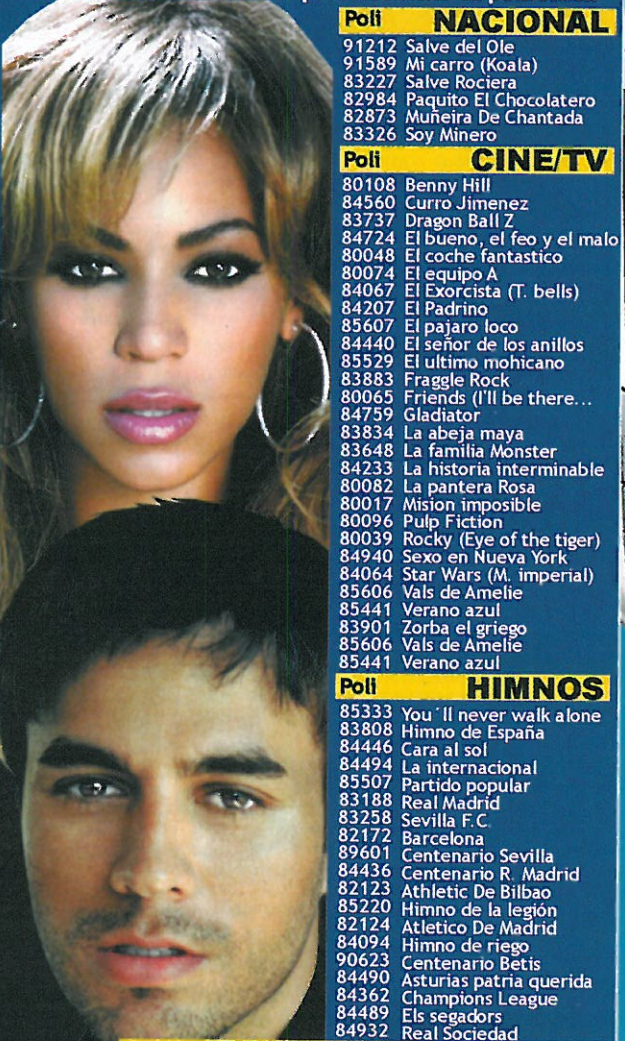 Poli NACIONAL
91212 Salve del Ole
91589 Mi carro (Koala)
83227 Salve Rociera
82984 Paquito El Chocolatero
82873 Muñeira De Chantada
83326 Soy Minero
Poli CINE/TV
80108 Benny Hill
84560 Curro Jimenez
83737 Dragon Ball Z
84724 El bueno, el feo y el malo
80048 El coche fantastico
80074 El equipo A
84067 El Exorcista (T. bells)
84207 El Padrino
85607 El pajaro loco
84440 El señor de los anillos
85529 El ultimo mohicano
83883 Fraggle Rock
80065 Friends (I'll be there...
84759 Gladiator
83834 La abeja maya
83648 La familia Monster
84233 La historia interminable
80082 La pantera Rosa
80017 Mision imposible
80096 Pulp Fiction
80039 Rocky (Eye of the tiger)
84940 Sexo en Nueva York
84064 Star Wars (M. imperial)
85606 Vals de Amelie
85441 Verano azul
83901 Zorba el griego
85606 Vals de Amelie
85441 Verano azul
Poli HIMNOS
85333 You´ll never walk alone
83808 Himno de España
84446 Cara al sol
84494 La internacional
85507 Partido popular
83188 Real Madrid
83258 Sevilla F.C.
82172 Barcelona
89601 Centenario Sevilla
84436 Centenario R. Madrid
82123 Athletic De Bilbao
85220 Himno de la legión
82124 Atletico De Madrid
84094 Himno de riego
90623 Centenario Betis
84490 Asturias patria querida
84362 Champions League
84489 Els segadors
84932 Real Sociedad